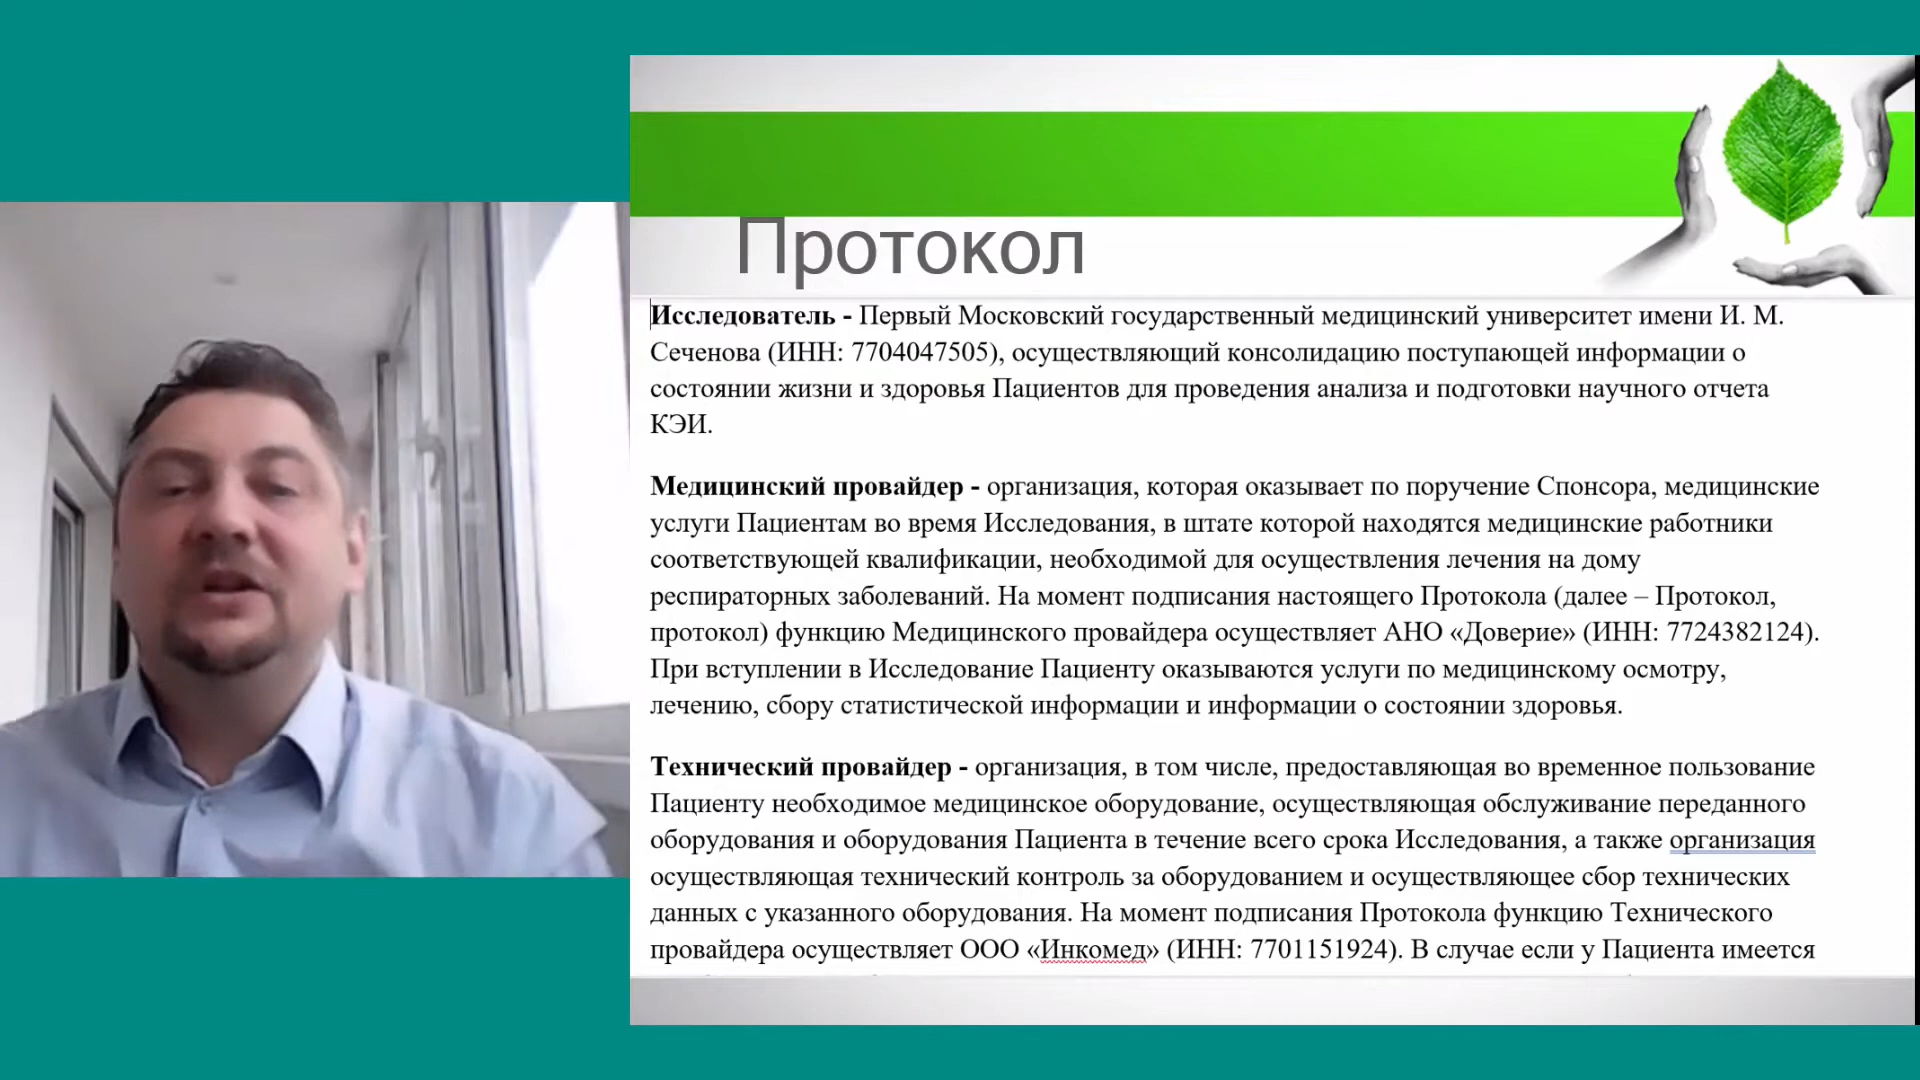 Протокол
Исследователь - Первый Московский государственный медицинский университет имени И. М.
Сеченова (ИНН: 7704047505), осуществляющий консолидацию поступающей информации о
состоянии жизни и здоровья Пациентов для проведения анализа и подготовки научного отчета
КЭИ.
Медицинский провайдер - организация, которая оказывает по поручение Спонсора, медицинские
услуги Пациентам во время Исследования, в штате которой находятся медицинские работники
соответствующей квалификации, необходимой для осуществления лечения на дому
респираторных заболеваний. На момент подписания настоящего Протокола (далее – Протокол,
протокол) функцию Медицинского провайдера осуществляет АНО «Доверие» (ИНН: 7724382124).
При вступлении в Исследование Пациенту оказываются услуги по медицинскому осмотру,
лечению, сбору статистической информации и информации о состоянии здоровья.
Технический провайдер - организация, в том числе, предоставляющая во временное пользование
Пациенту необходимое медицинское оборудование, осуществляющая обслуживание переданного
оборудования и оборудования Пациента в течение всего срока Исследования, а также организация
осуществляющая технический контроль за оборудованием и осуществляющее сбор технических
данных с указанного оборудования. На момент подписания Протокола функцию Технического
провайдера осуществляет ООО «Инкомед» (ИНН: 7701151924). В случае если у Пациента имеется